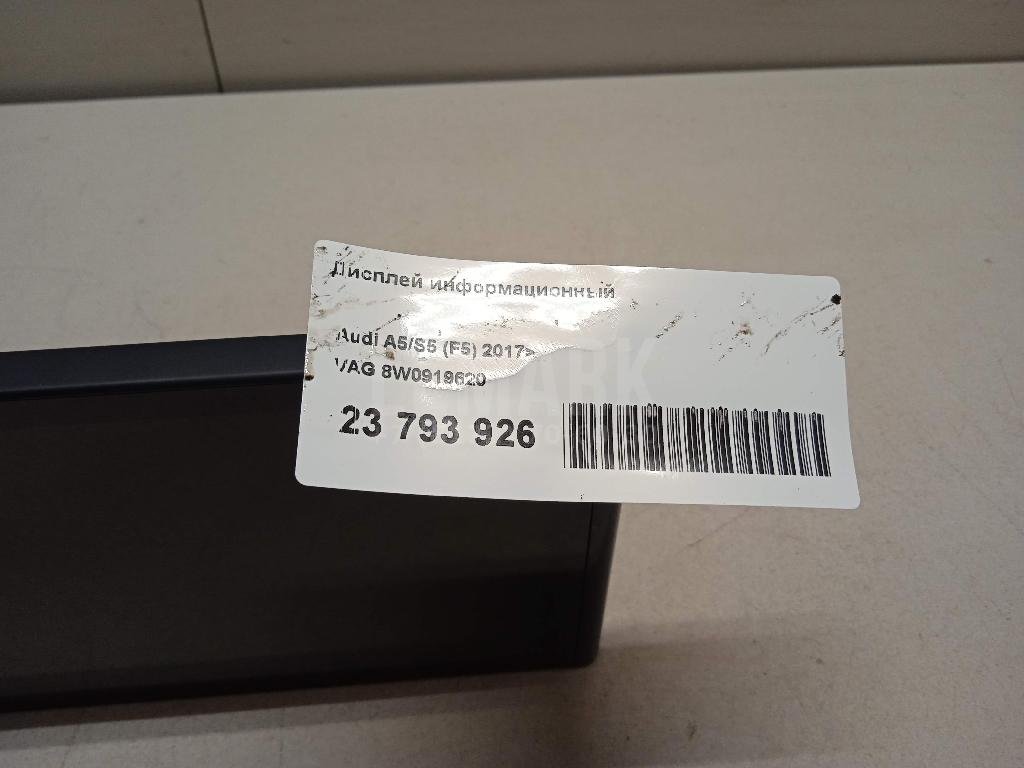 Дисплей информационный
Audi A5/S5 (F5) 2017>
VAG 8W0919620
23 793 926